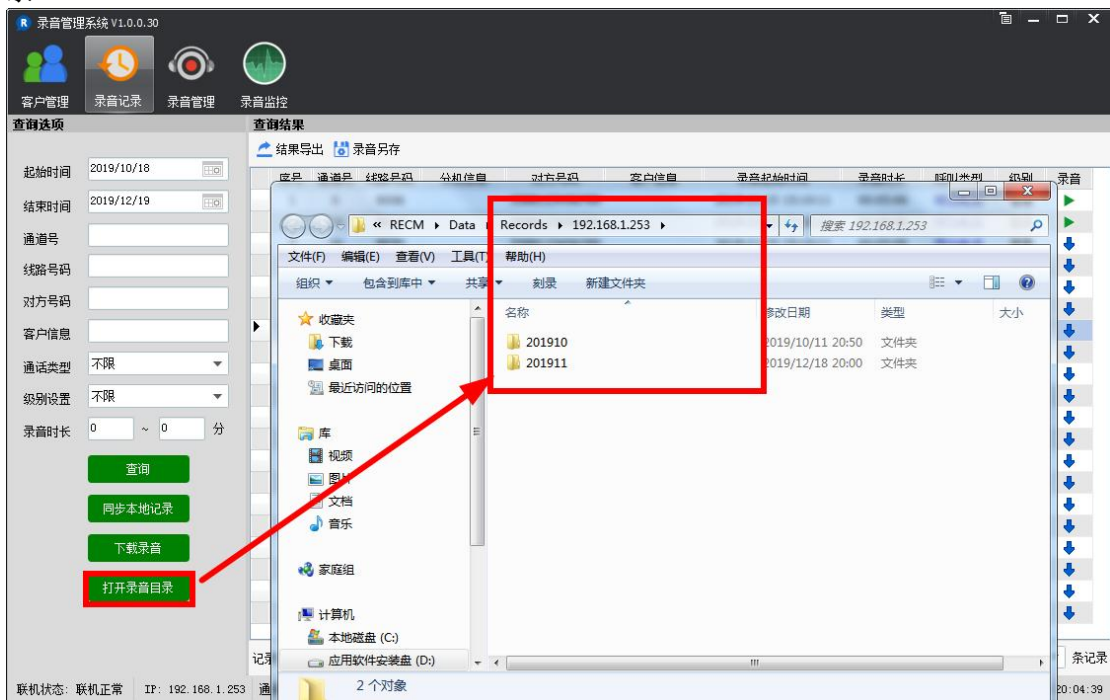 录音管理系统 V1.0.0.30
客户管理 录音记录 录音管理 录音监控
查询选项
起始时间 2019/10/18
结束时间 2019/12/19
通道号
线路号码
对方号码
客户信息
通话类型 不限
级别设置 不限
录音时长 0 ~ 0 分
查询
同步本地记录
下载录音
打开录音目录
查询结果
结果导出 录音另存
序号 通道号 线路号码 分机信息 对方号码 客户信息 录音起始时间 录音时长 呼叫类型 级别 录音
« RECM ▸ Data ▸ Records ▸ 192.168.1.253 ▸
搜索 192.168.1.253
文件(F) 编辑(E) 查看(V) 工具(T) 帮助(H)
组织 包含到库中 共享 刻录 新建文件夹
收藏夹
下载
桌面
最近访问的位置
库
视频
图片
文档
音乐
家庭组
计算机
本地磁盘 (C:)
应用软件安装盘 (D:)
名称 修改日期 类型 大小
201910 2019/10/11 20:50 文件夹
201911 2019/12/18 20:00 文件夹
2 个对象
条记录
联机状态: 联机正常 IP: 192.168.1.253 通
20:04:39